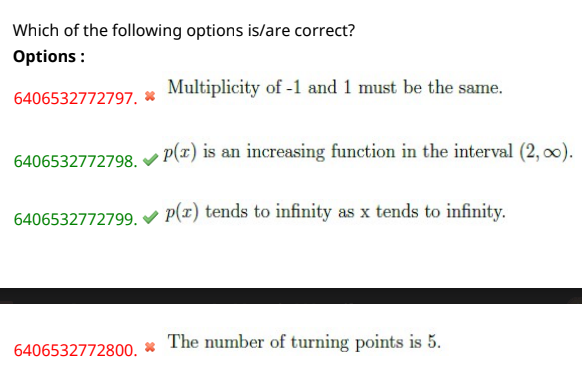 Which of the following options is/are correct?
Options :
6406532772797. ✖ Multiplicity of -1 and 1 must be the same.
6406532772798. ✔ p(x) is an increasing function in the interval (2, ∞).
6406532772799. ✔ p(x) tends to infinity as x tends to infinity.
6406532772800. ✖ The number of turning points is 5.